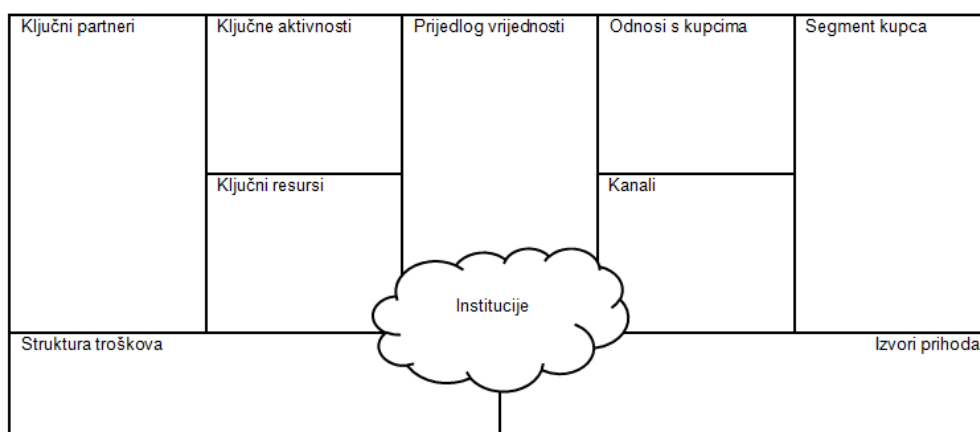 Ključni partneri
Ključne aktivnosti
Prijedlog vrijednosti
Odnosi s kupcima
Segment kupca
Ključni resursi
Kanali
Institucije
Struktura troškova
Izvori prihoda